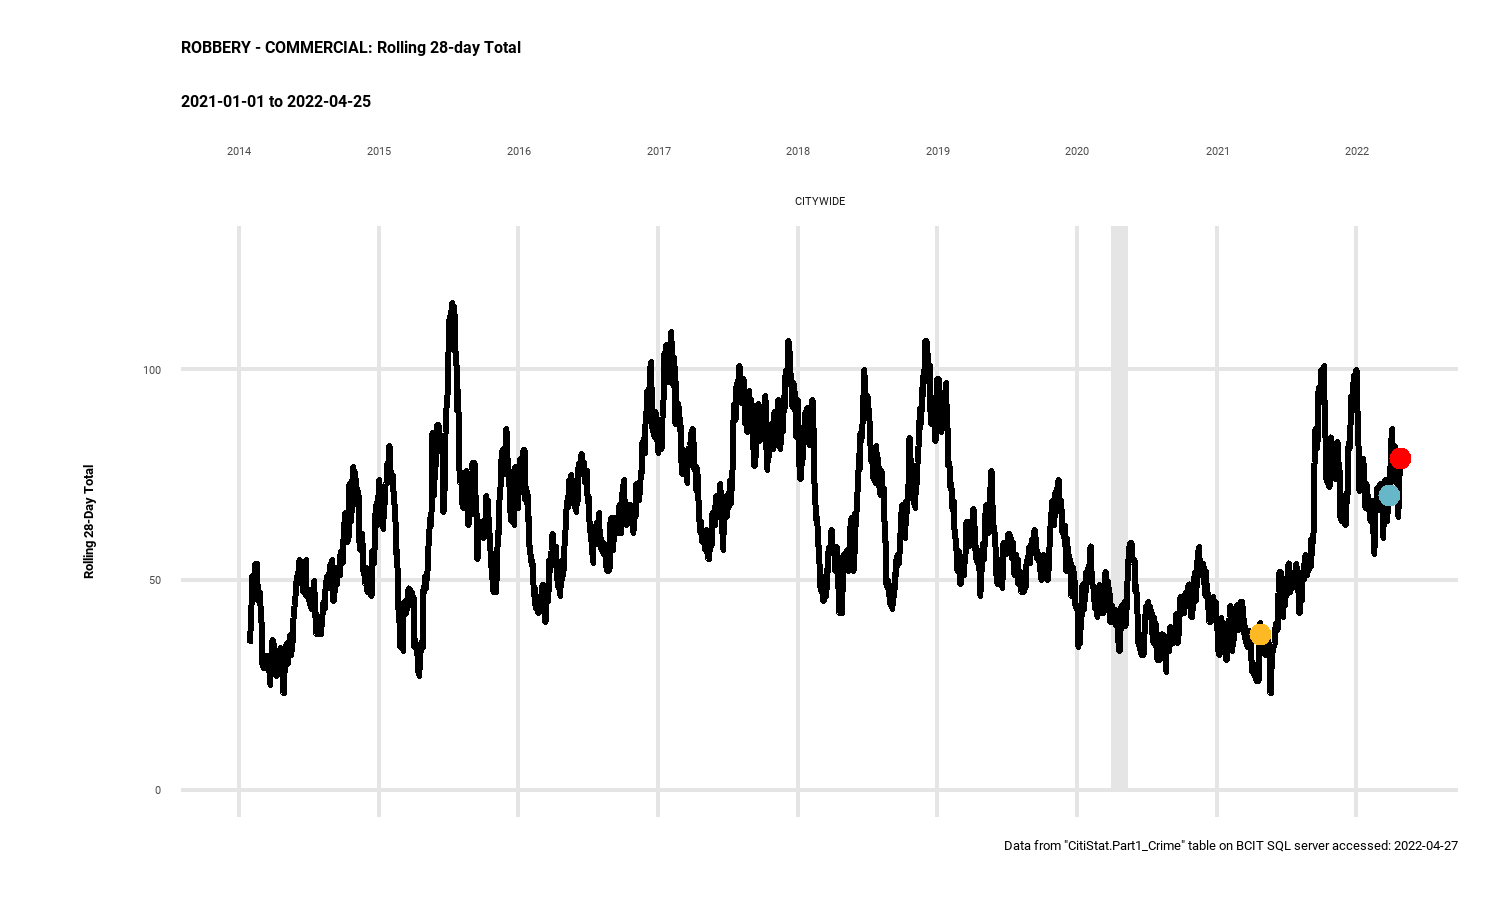 ROBBERY - COMMERCIAL: Rolling 28-day Total
2021-01-01 to 2022-04-25
2014 2015 2016 2017 2018 2019 2020 2021 2022
CITYWIDE
100
50
0
Rolling 28-Day Total
Data from "CitiStat.Part1_Crime" table on BCIT SQL server accessed: 2022-04-27